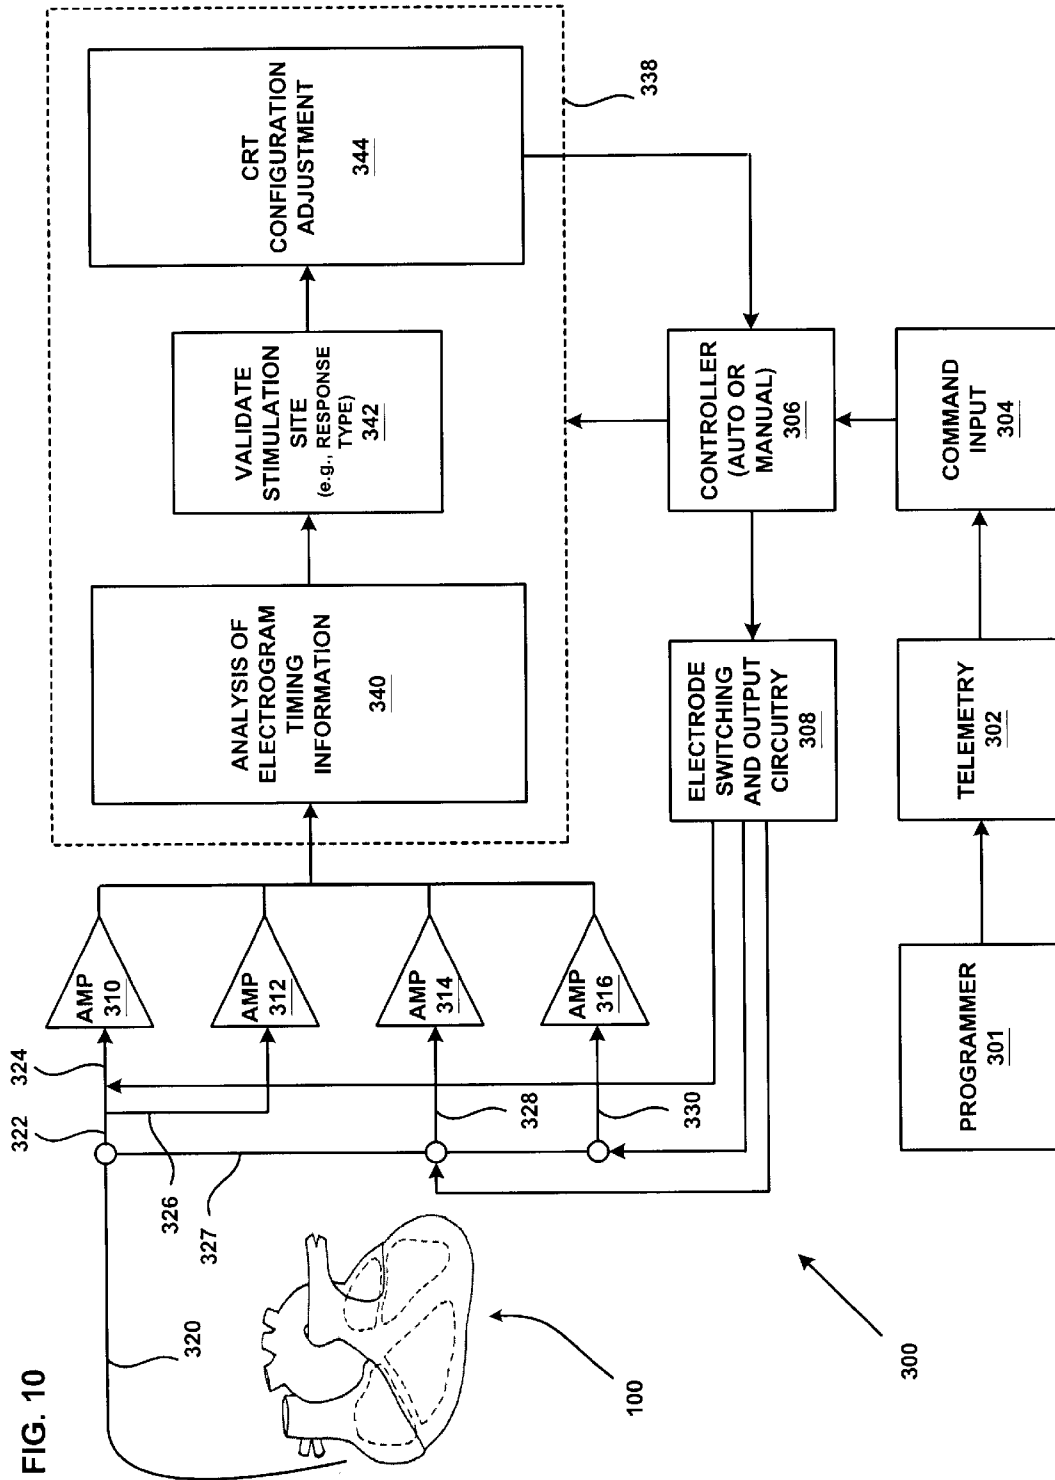 FIG. 10
320
322
324
326
327
328
330
100
300
AMP
310
AMP
312
AMP
314
AMP
316
ANALYSIS OF
ELECTROGRAM
TIMING
INFORMATION
340
VALIDATE
STIMULATION
SITE
(e.g., RESPONSE
TYPE)
342
CRT
CONFIGURATION
ADJUSTMENT
344
338
ELECTRODE
SWITCHING
AND OUTPUT
CIRCUITRY
308
CONTROLLER
(AUTO OR
MANUAL)
306
PROGRAMMER
301
TELEMETRY
302
COMMAND
INPUT
304